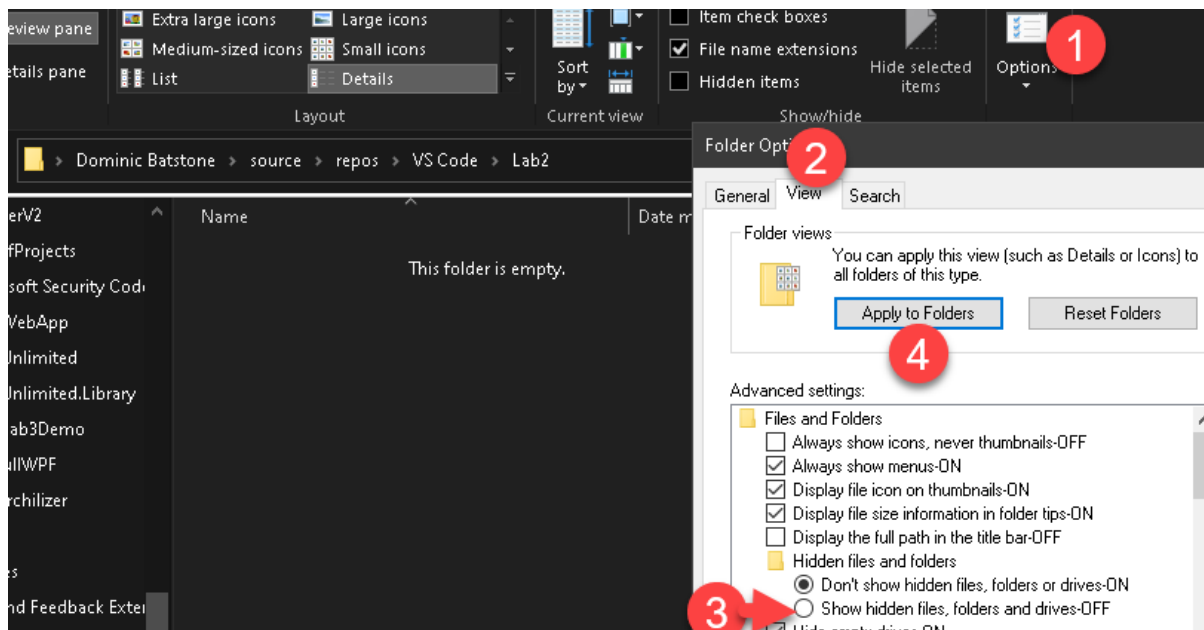 Extra large icons
Large icons
Item check boxes
eview pane
Medium-sized icons
Small icons
File name extensions
1
etails pane
List
Details
Sort by
Hidden items
Hide selected items
Options
Layout
Current view
Show/hide
Dominic Batstone > source > repos > VS Code > Lab2
Folder Opti
2
General
View
Search
erV2
Name
Date m
Folder views
fProjects
This folder is empty.
You can apply this view (such as Details or Icons) to
all folders of this type.
soft Security Cod
WebApp
Apply to Folders
Reset Folders
4
Unlimited
Unlimited.Library
Advanced settings:
ab3Demo
Files and Folders
Always show icons, never thumbnails-OFF
ullWPF
Always show menus-ON
Display file icon on thumbnails-ON
rchilizer
Display file size information in folder tips-ON
Display the full path in the title bar-OFF
Hidden files and folders
es
Don't show hidden files, folders or drives-ON
nd Feedback Exter
3
Show hidden files, folders and drives-OFF
Hide empty drives-ON